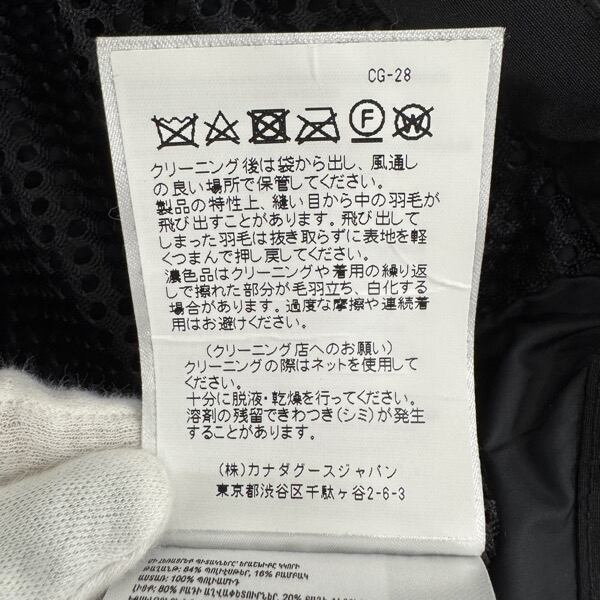 CG-28
クリーニング後は袋から出し、風通し
の良い場所で保管してください。
製品の特性上、縫い目から中の羽毛が
飛び出すことがあります。飛び出して
しまった羽毛は抜き取らずに表地を軽
くつまんで押し戻してください。
濃色品はクリーニングや着用の繰り返
しで擦れた部分が毛羽立ち、白化する
場合があります。過度な摩擦や連続着
用はお避けください。
(クリーニング店へのお願い)
クリーニングの際はネットを使用して
ください。
十分に脱液・乾燥を行ってください。
溶剤の残留できわつき(シミ)が発生
することがあります。
(株)カナダグースジャパン
東京都渋谷区千駄ヶ谷2-6-3
ԹԱՂԱՆԹ: 84% ՊՈԼԻԷՍԹԵՐ, 16% ԲԱՄԲԱԿ
ԱՍՏԱՌ: 100% ՊՈԼԻԱՄԻԴ